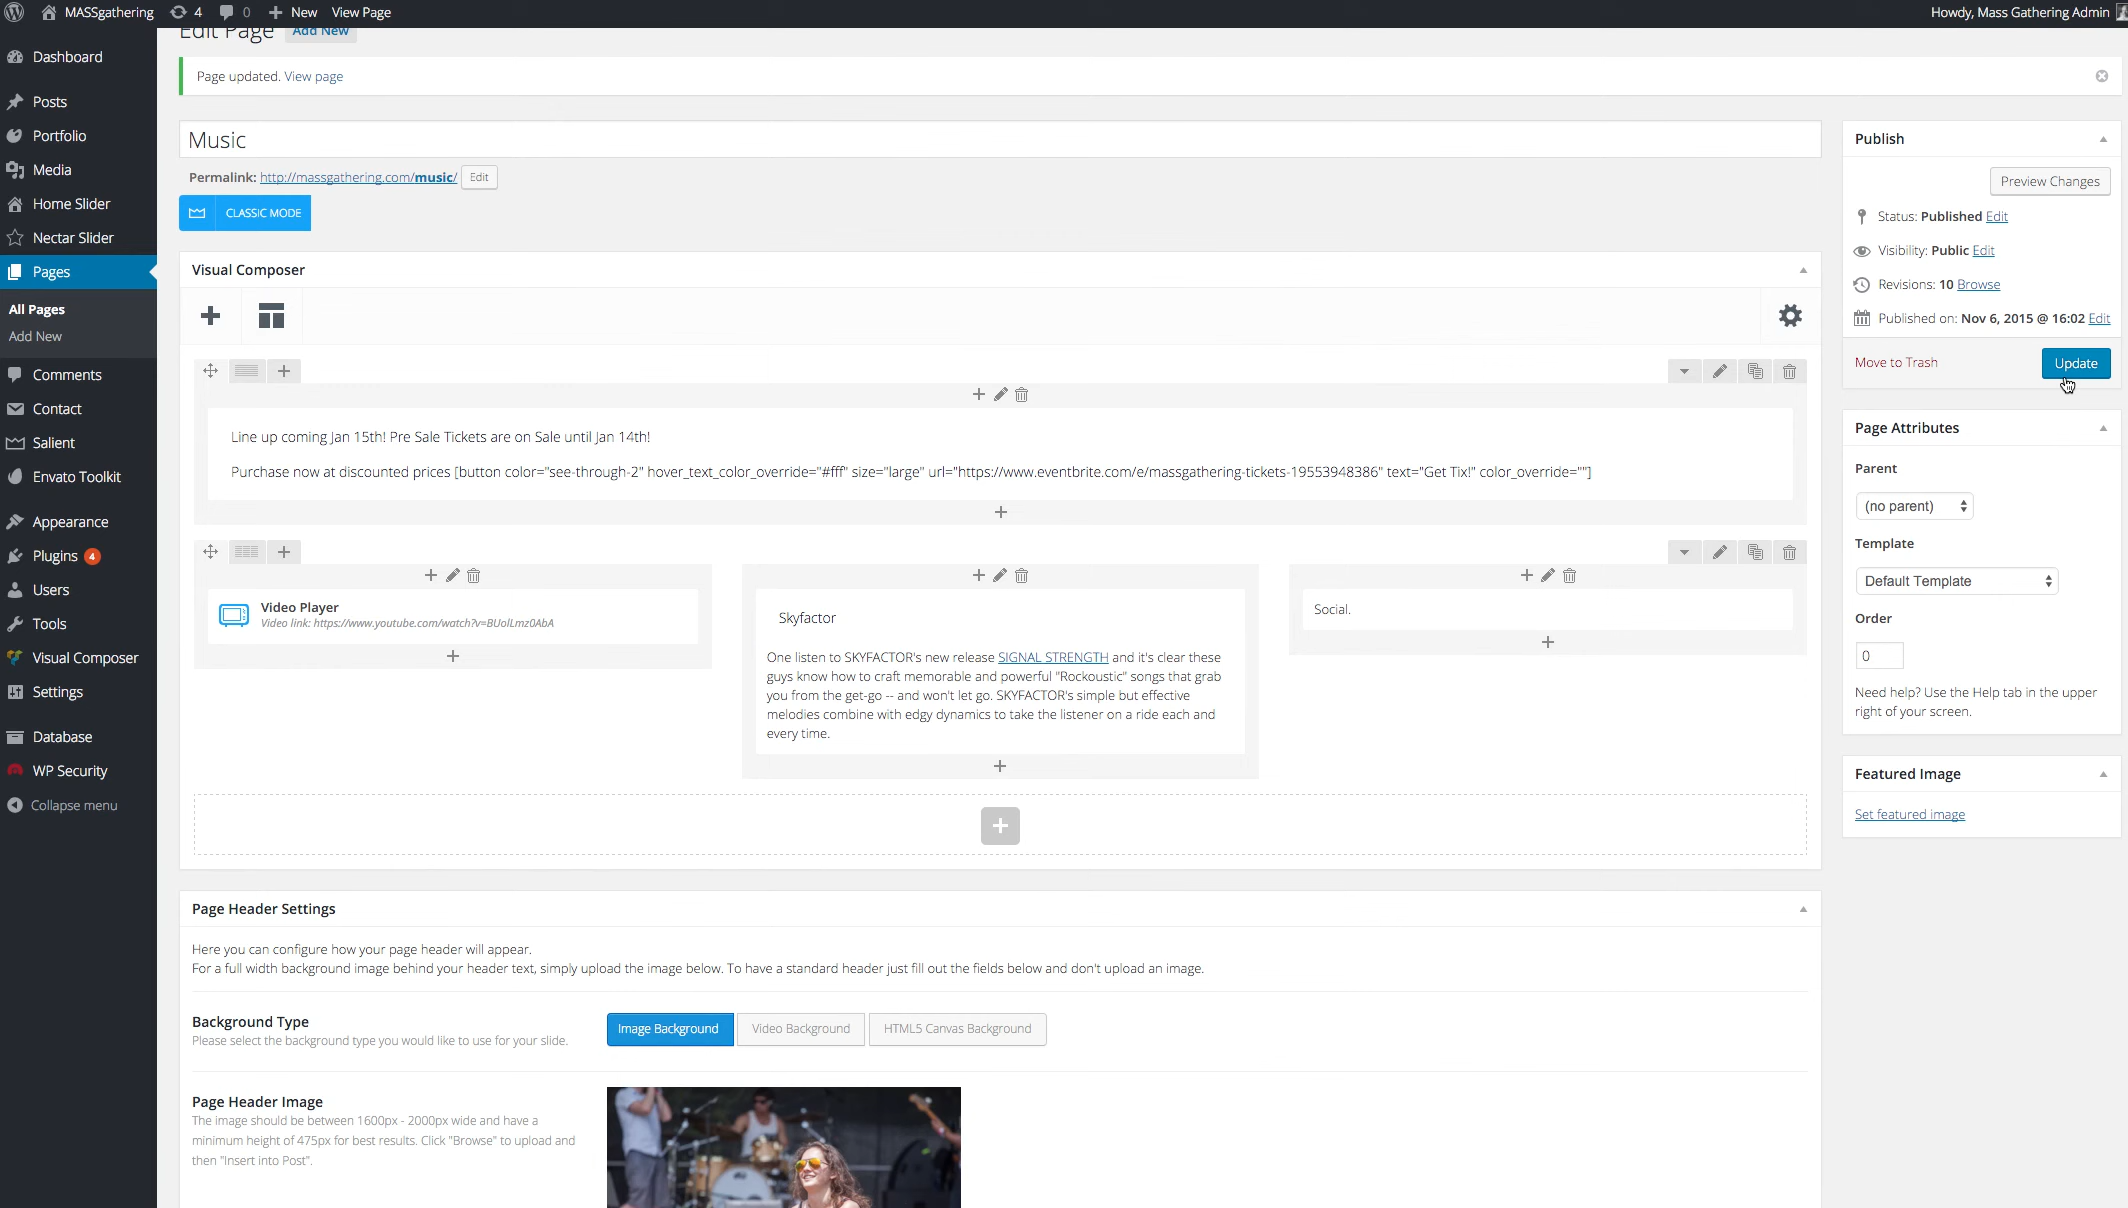 MASSgathering 4 0 New View Page Howdy, Mass Gathering Admin
Edit Page Add New
Page updated. View page
Dashboard
Posts
Portfolio
Media
Home Slider
Nectar Slider
Pages
All Pages
Add New
Comments
Contact
Salient
Envato Toolkit
Appearance
Plugins 4
Users
Tools
Visual Composer
Settings
Database
WP Security
Collapse menu
Music
Permalink: http://massgathering.com/music/ Edit
CLASSIC MODE
Visual Composer
Line up coming Jan 15th! Pre Sale Tickets are on Sale until Jan 14th!
Purchase now at discounted prices [button color="see-through-2" hover_text_color_override="#fff" size="large" url="https://www.eventbrite.com/e/massgathering-tickets-19553948386" text="Get Tix!" color_override=""]
Video Player
Video link: https://www.youtube.com/watch?v=BUolLmz0AbA
Skyfactor
One listen to SKYFACTOR's new release SIGNAL STRENGTH and it's clear these
guys know how to craft memorable and powerful "Rockoustic" songs that grab
you from the get-go -- and won't let go. SKYFACTOR's simple but effective
melodies combine with edgy dynamics to take the listener on a ride each and
every time.
Social.
Page Header Settings
Here you can configure how your page header will appear.
For a full width background image behind your header text, simply upload the image below. To have a standard header just fill out the fields below and don't upload an image.
Background Type
Please select the background type you would like to use for your slide.
Image Background Video Background HTML5 Canvas Background
Page Header Image
The image should be between 1600px - 2000px wide and have a
minimum height of 475px for best results. Click "Browse" to upload and
then "Insert into Post".
Publish
Preview Changes
Status: Published Edit
Visibility: Public Edit
Revisions: 10 Browse
Published on: Nov 6, 2015 @ 16:02 Edit
Move to Trash Update
Page Attributes
Parent
(no parent)
Template
Default Template
Order
0
Need help? Use the Help tab in the upper
right of your screen.
Featured Image
Set featured image